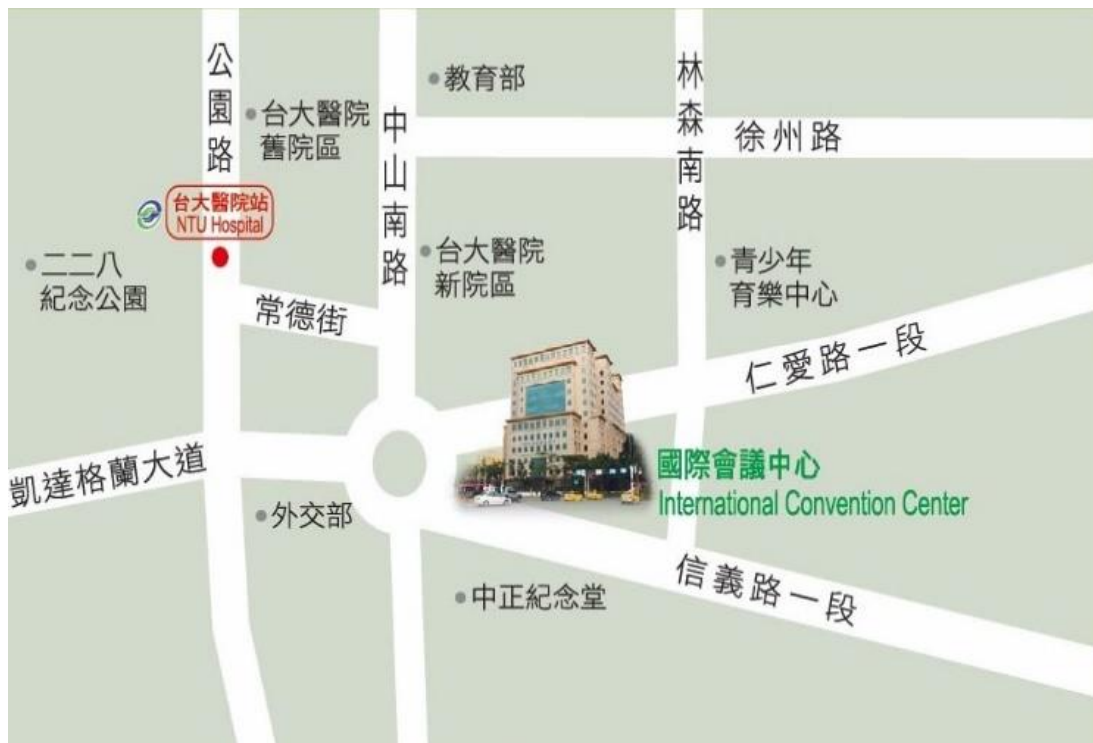 公園路
台大醫院
舊院區
中山南路
教育部
林森南路
徐州路
台大醫院站
NTU Hospital
二二八
紀念公園
常德街
台大醫院
新院區
青少年
育樂中心
仁愛路一段
凱達格蘭大道
國際會議中心
International Convention Center
外交部
信義路一段
中正紀念堂